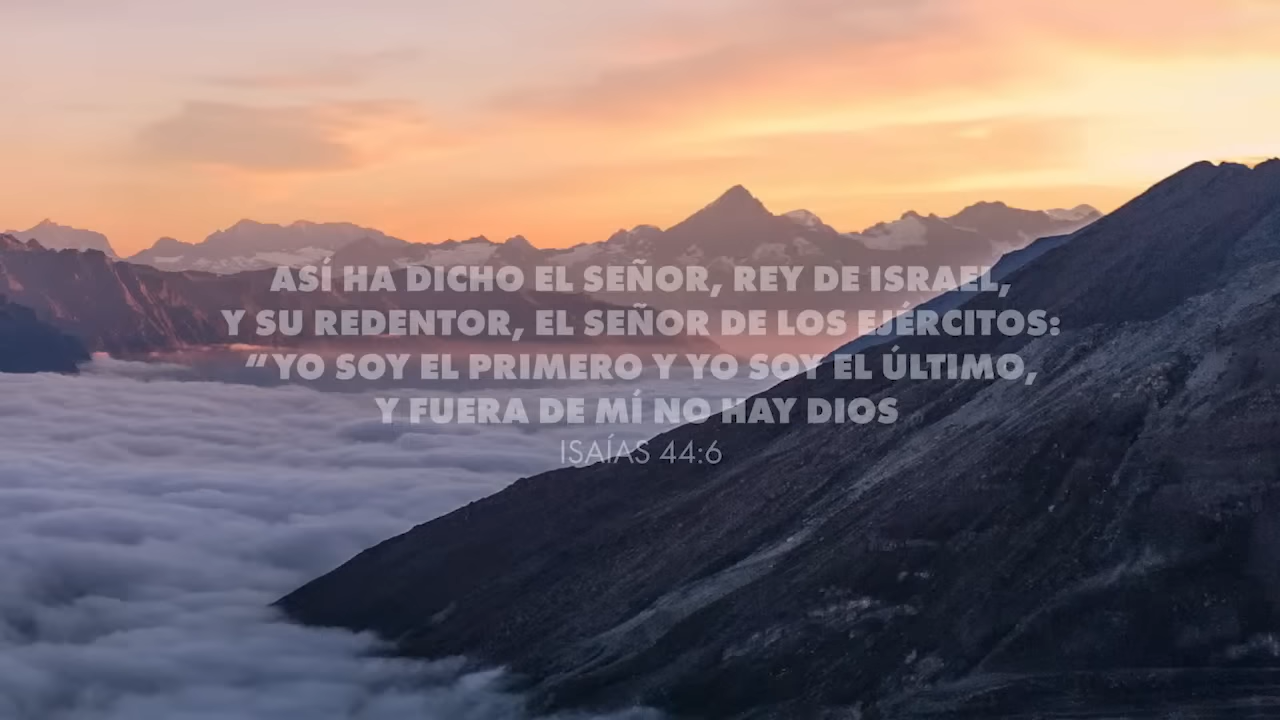 ASÍ HA DICHO EL SEÑOR, REY DE ISRAEL,
Y SU REDENTOR, EL SEÑOR DE LOS EJÉRCITOS:
“YO SOY EL PRIMERO Y YO SOY EL ÚLTIMO,
Y FUERA DE MÍ NO HAY DIOS
ISAÍAS 44:6